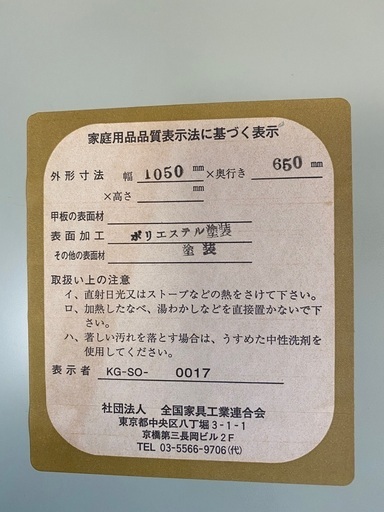 家庭用品品質表示法に基づく表示
外形寸法 幅 1050 mm ×奥行き 650 mm
×高さ mm
甲板の表面材
表面加工 ポリエステル塗装
その他の表面材 塗装
取扱い上の注意
イ、直射日光又はストーブなどの熱をさけて下さい。
ロ、加熱したなべ、湯わかしなどを直接置かないで下
さい。
ハ、著しい汚れを落とす場合は、うすめた中性洗剤を
使用してください。
表示者 KG-SO- 0017
社団法人 全国家具工業連合会
東京都中央区八丁堀3-1-1
京橋第三長岡ビル2F
TEL 03-5566-9706(代)